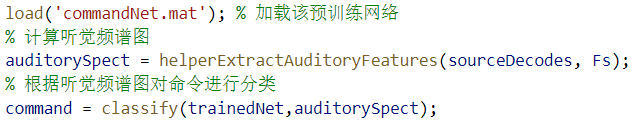 load('commandNet.mat'); % 加载该预训练网络
% 计算听觉频谱图
auditorySpect = helperExtractAuditoryFeatures(sourceDecodes, Fs);
% 根据听觉频谱图对命令进行分类
command = classify(trainedNet,auditorySpect);